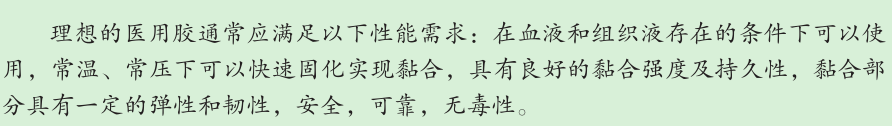 理想的医用胶通常应满足以下性能需求：在血液和组织液存在的条件下可以使
用，常温、常压下可以快速固化实现黏合，具有良好的黏合强度及持久性，黏合部
分具有一定的弹性和韧性，安全，可靠，无毒性。